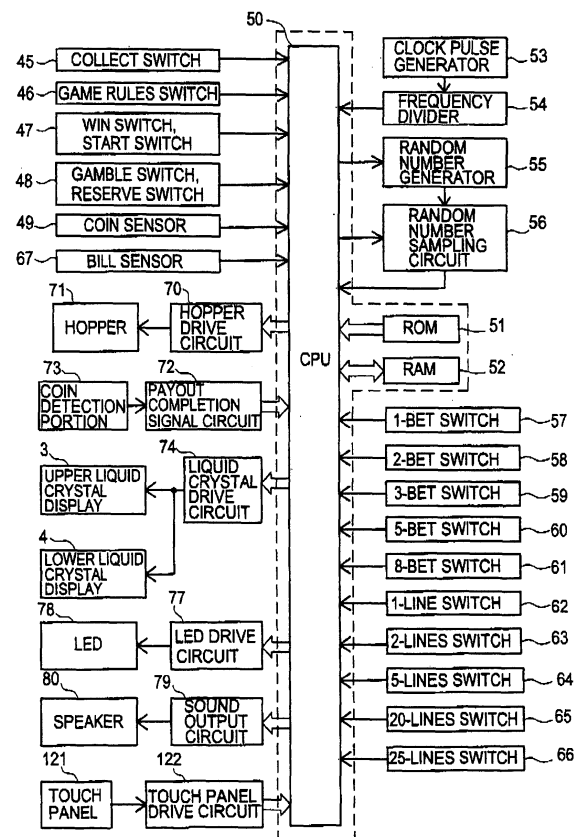 50
45
COLLECT SWITCH
46
GAME RULES SWITCH
47
WIN SWITCH,
START SWITCH
48
GAMBLE SWITCH,
RESERVE SWITCH
49
COIN SENSOR
67
BILL SENSOR
71
HOPPER
70
HOPPER
DRIVE
CIRCUIT
73
COIN
DETECTION
PORTION
72
PAYOUT
COMPLETION
SIGNAL CIRCUIT
3
UPPER LIQUID
CRYSTAL
DISPLAY
74
LIQUID
CRYSTAL
DRIVE
CIRCUIT
4
LOWER LIQUID
CRYSTAL
DISPLAY
78
LED
77
LED DRIVE
CIRCUIT
80
SPEAKER
79
SOUND
OUTPUT
CIRCUIT
121
TOUCH
PANEL
122
TOUCH PANEL
DRIVE CIRCUIT
CPU
CLOCK PULSE
GENERATOR
53
FREQUENCY
DIVIDER
54
RANDOM
NUMBER
GENERATOR
55
RANDOM
NUMBER
SAMPLING
CIRCUIT
56
ROM
51
RAM
52
1-BET SWITCH
57
2-BET SWITCH
58
3-BET SWITCH
59
5-BET SWITCH
60
8-BET SWITCH
61
1-LINE SWITCH
62
2-LINES SWITCH
63
5-LINES SWITCH
64
20-LINES SWITCH
65
25-LINES SWITCH
66